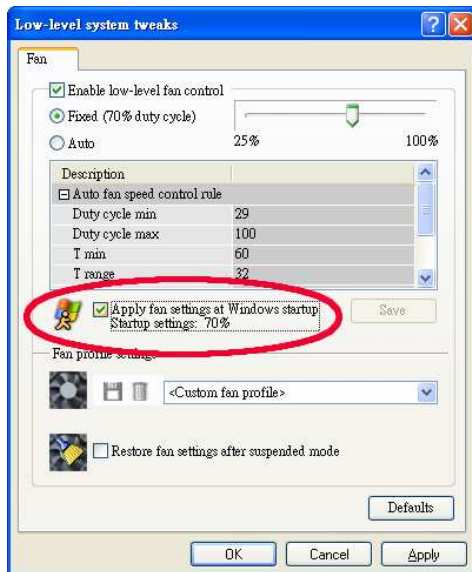 Low-level system tweaks
Fan
Enable low-level fan control
Fixed (70% duty cycle)
Auto
25%
100%
Description
Auto fan speed control rule
Duty cycle min 29
Duty cycle max 100
T min 60
T range 32
Apply fan settings at Windows startup
Startup settings: 70%
Save
Fan profile settings
<Custom fan profile>
Restore fan settings after suspended mode
Defaults
OK
Cancel
Apply